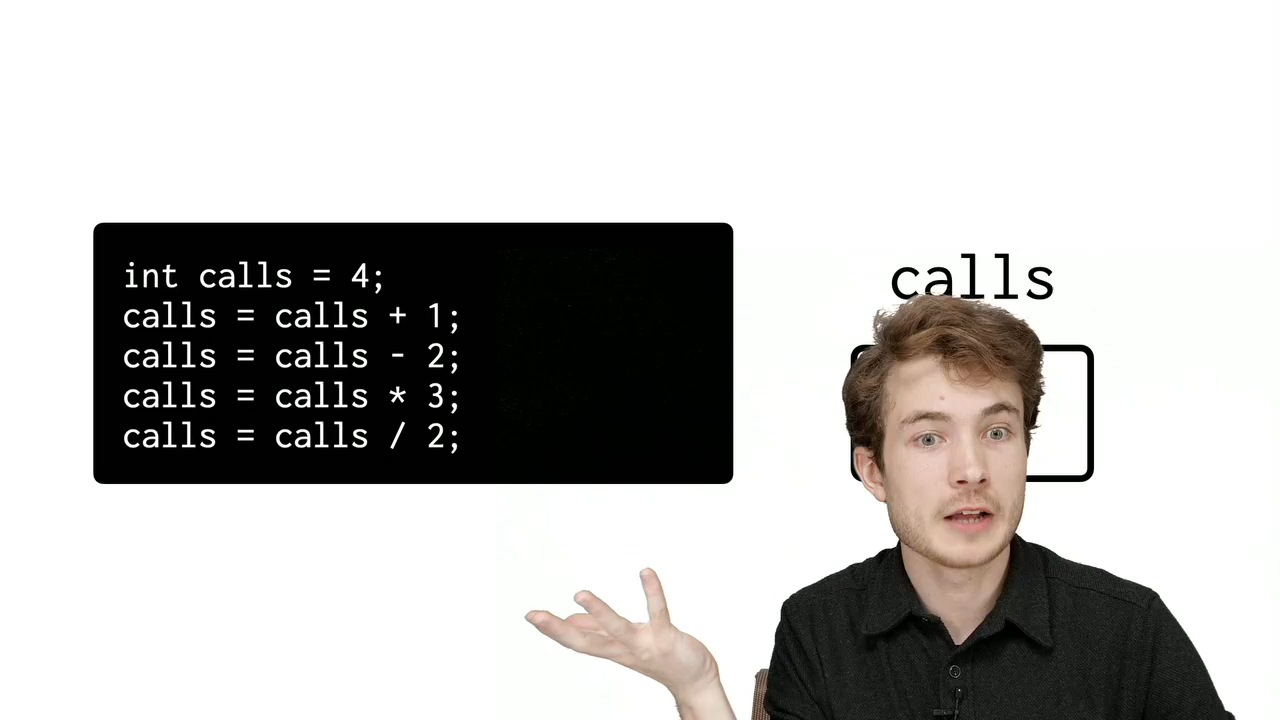 int calls = 4;
calls = calls + 1;
calls = calls - 2;
calls = calls * 3;
calls = calls / 2;
calls